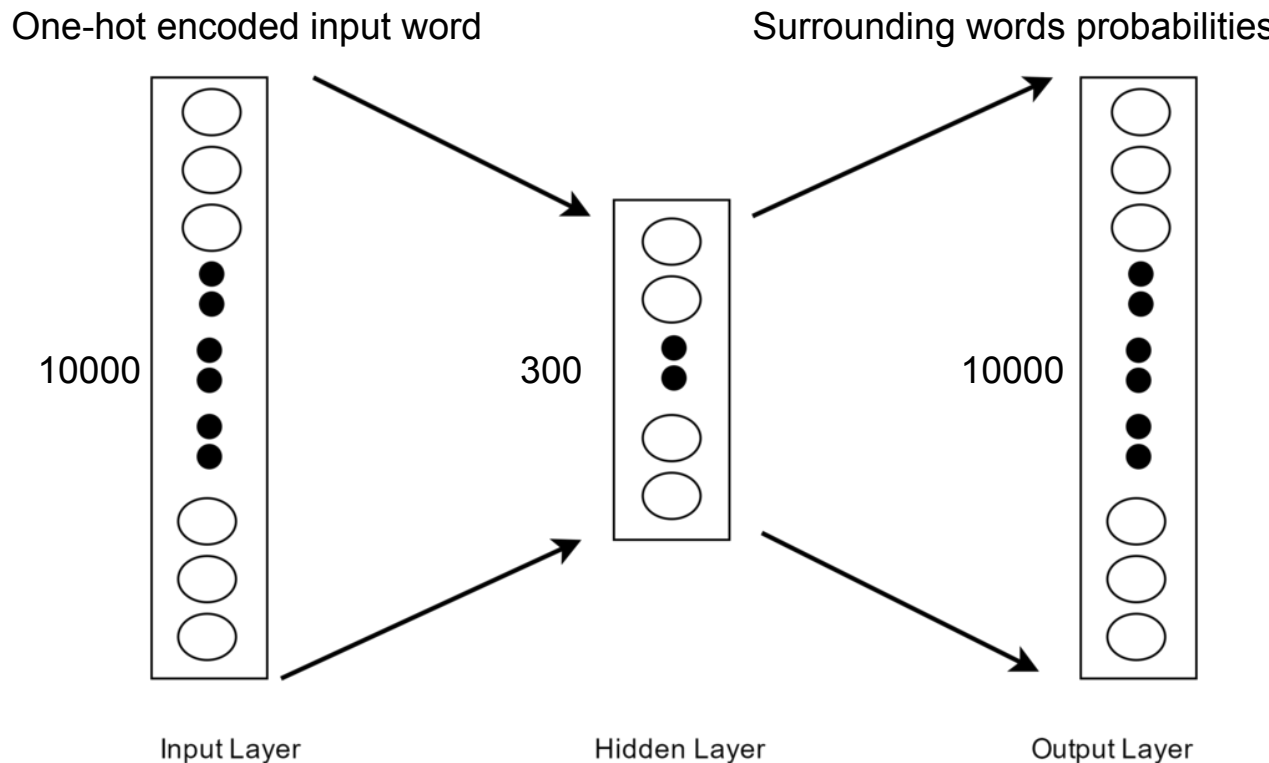 One-hot encoded input word
Surrounding words probabilities
10000
300
10000
Input Layer
Hidden Layer
Output Layer